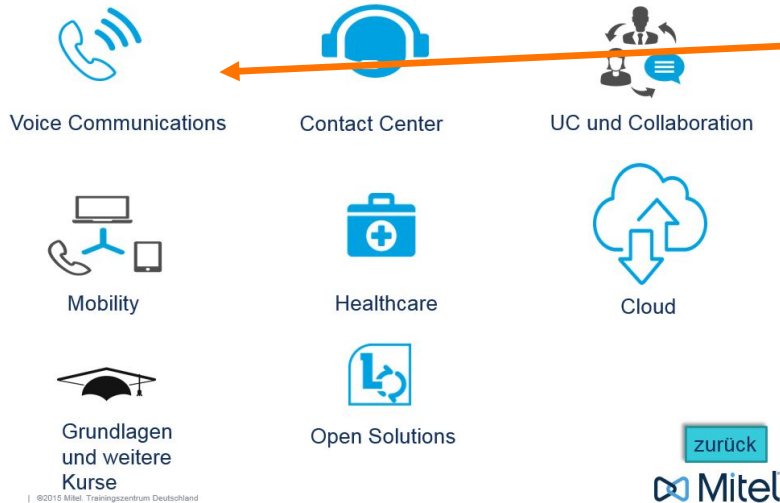 Voice Communications
Contact Center
UC und Collaboration
Mobility
Healthcare
Cloud
Grundlagen
und weitere
Kurse
Open Solutions
zurück
| ©2015 Mitel. Trainingszentrum Deutschland
Mitel